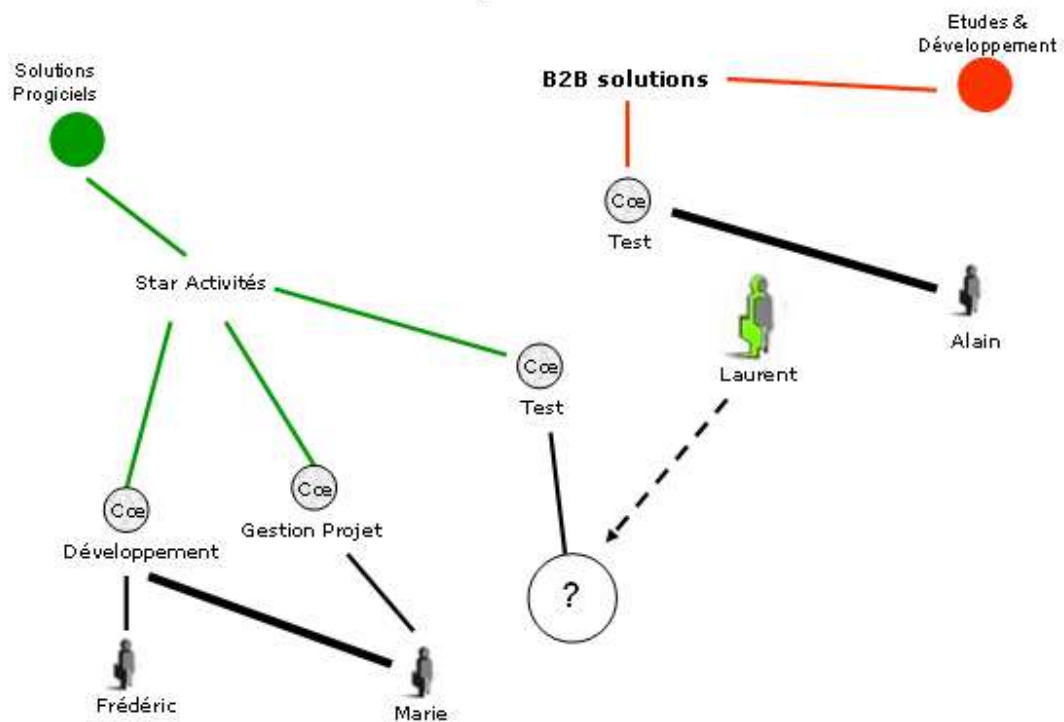 Etudes &
Développement
Solutions
Progiciels
B2B solutions
Cœ
Test
Star Activités
Alain
Laurent
Cœ
Test
Cœ
Gestion Projet
Cœ
Développement
?
Frédéric
Marie